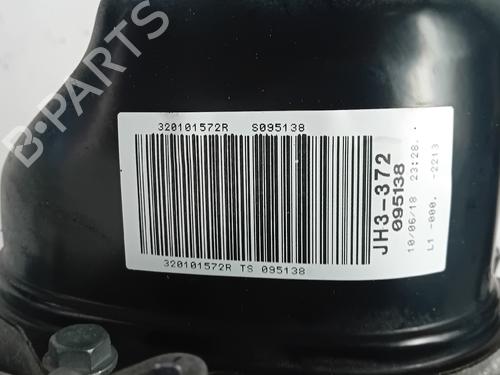 B-PARTS
320101572R S095138
320101572R TS 095138
JH3-372
095138
10/06/18 23:28.
L1 -000. -2213